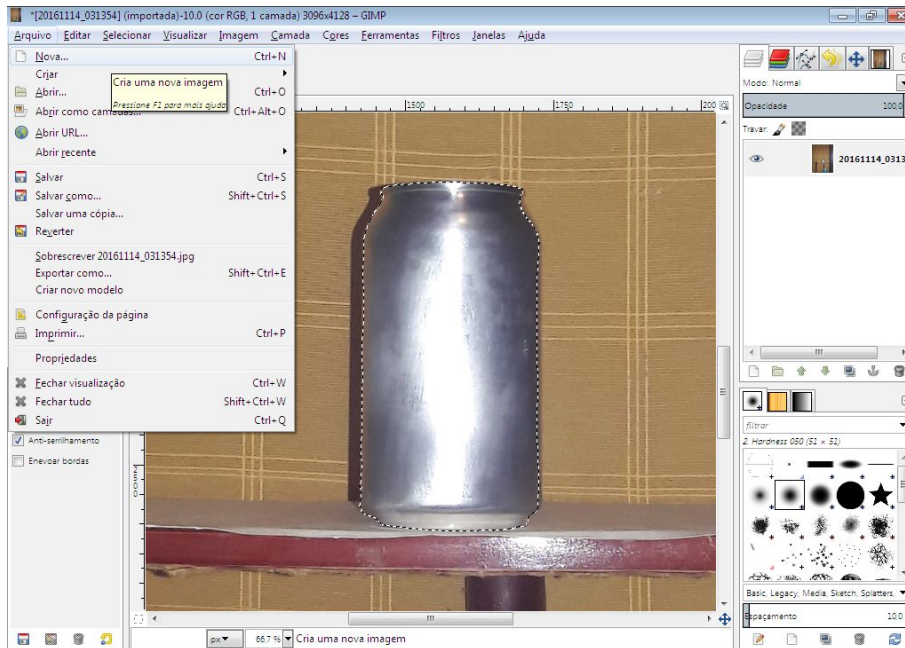 *[20161114_031354] (importada)-10.0 (cor RGB, 1 camada) 3096x4128 – GIMP
Arquivo Editar Selecionar Visualizar Imagem Camada Cores Ferramentas Filtros Janelas Ajuda
Nova... Ctrl+N
Criar
Cria uma nova imagem
Pressione F1 para mais ajuda
Abrir... Ctrl+O
Abrir como camadas... Ctrl+Alt+O
Abrir URL...
Abrir recente
Salvar Ctrl+S
Salvar como... Shift+Ctrl+S
Salvar uma cópia...
Reverter
Sobrescrever 20161114_031354.jpg
Exportar como... Shift+Ctrl+E
Criar novo modelo
Configuração da página
Imprimir... Ctrl+P
Propriedades
Fechar visualização Ctrl+W
Fechar tudo Shift+Ctrl+W
Sair Ctrl+Q
Anti-serrilhamento
Enevoar bordas
1500 1750 200
px 66,7 % Cria uma nova imagem
Modo: Normal
Opacidade 100,0
Travar:
20161114_0313
filtrar
2. Hardness 050 (51 × 51)
Basic, Legacy, Media, Sketch, Splatters,
Espaçamento 10,0